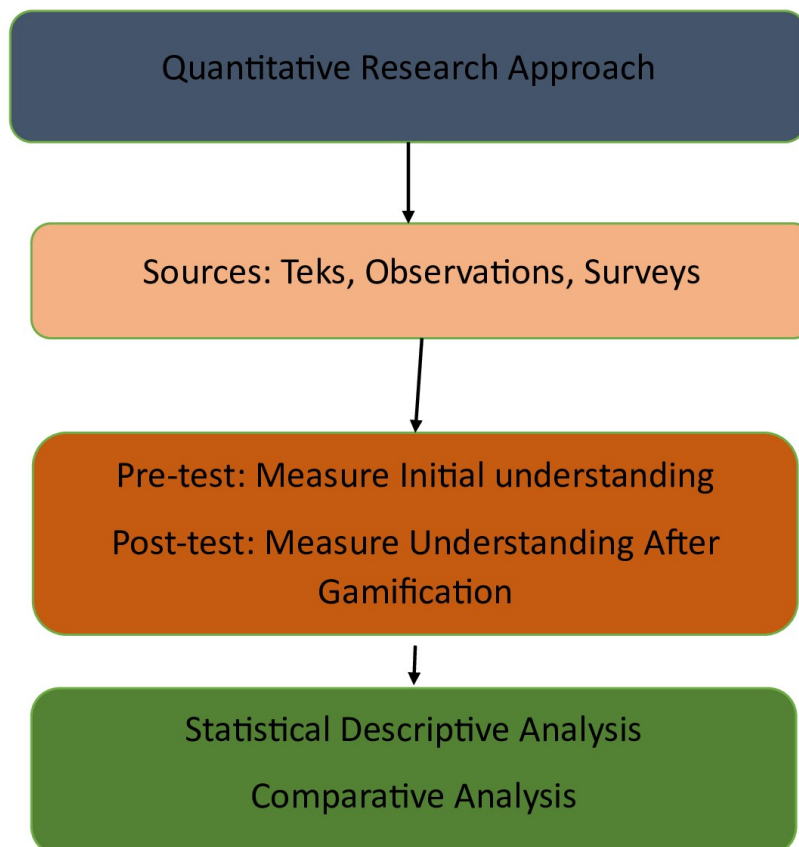 Quantitative Research Approach
Sources: Teks, Observations, Surveys
Pre-test: Measure Initial understanding
Post-test: Measure Understanding After
Gamification
Statistical Descriptive Analysis
Comparative Analysis